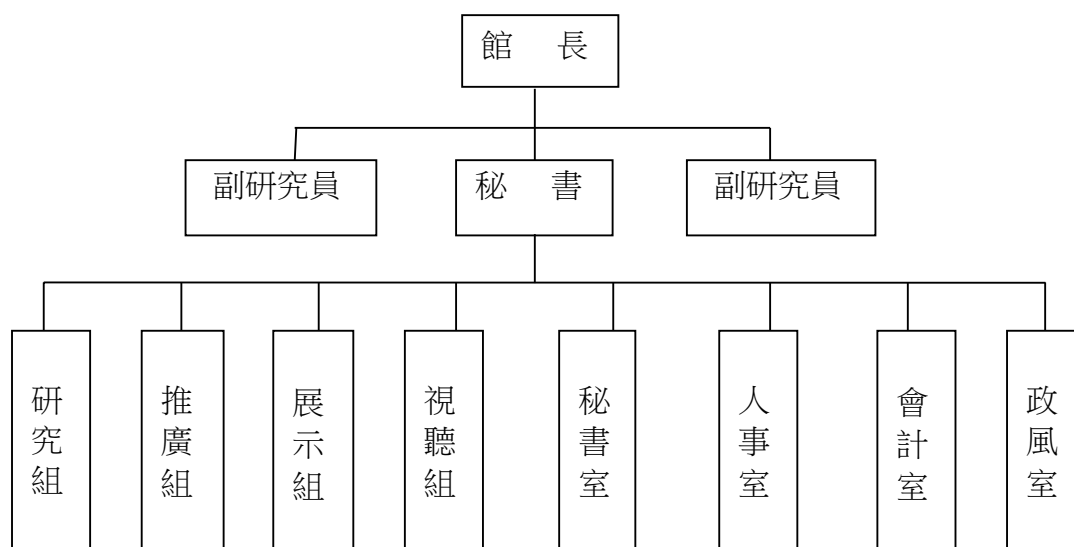 館 長
副研究員
秘 書
副研究員
研究組
推廣組
展示組
視聽組
秘書室
人事室
會計室
政風室